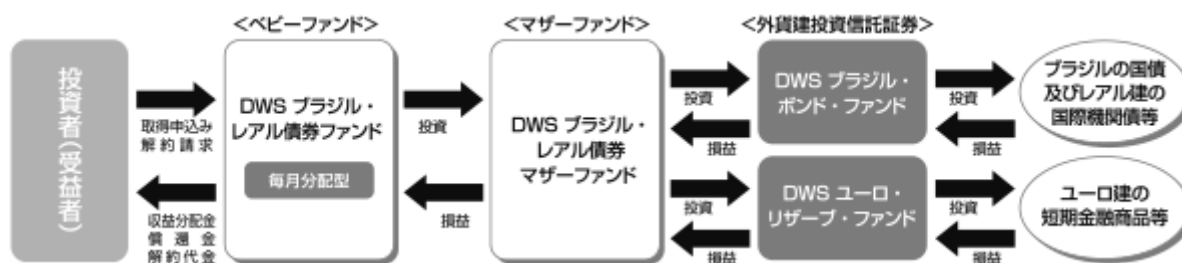 <ベビーファンド>
<マザーファンド>
<外貨建投資信託証券>
投資者(受益者)
取得申込み
解約請求
収益分配金
償還金
解約代金
DWS ブラジル・
レアル債券ファンド
毎月分配型
投資
損益
DWS ブラジル・
レアル債券
マザーファンド
投資
損益
投資
損益
DWS ブラジル・
ボンド・ファンド
DWS ユーロ・
リザーブ・ファンド
投資
損益
投資
損益
ブラジルの国債
及びレアル建の
国際機関債等
ユーロ建の
短期金融商品等